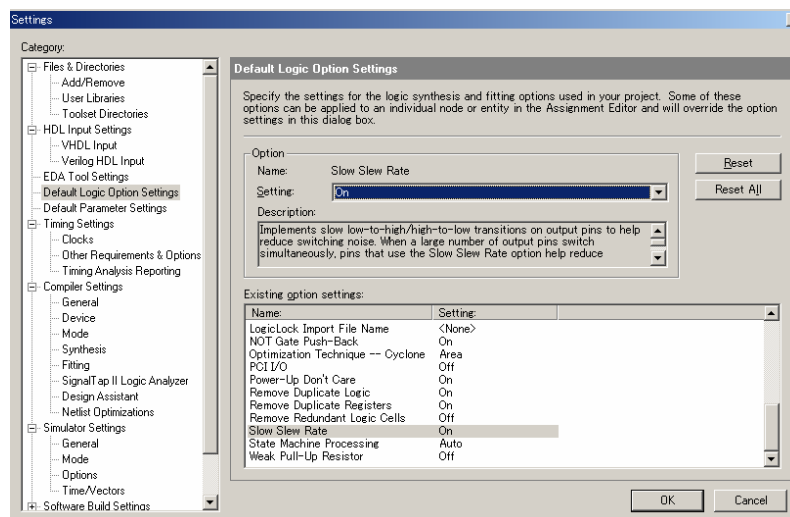 Settings
Category:
Files & Directories
Add/Remove
User Libraries
Toolset Directories
HDL Input Settings
VHDL Input
Verilog HDL Input
EDA Tool Settings
Default Logic Option Settings
Default Parameter Settings
Timing Settings
Clocks
Other Requirements & Options
Timing Analysis Reporting
Compiler Settings
General
Device
Mode
Synthesis
Fitting
SignalTap II Logic Analyzer
Design Assistant
Netlist Optimizations
Simulator Settings
General
Mode
Options
Time/Vectors
Software Build Settings
Default Logic Option Settings
Specify the settings for the logic synthesis and fitting options used in your project. Some of these
options can be applied to an individual node or entity in the Assignment Editor and will override the option
settings in this dialog box.
Option
Name: Slow Slew Rate
Setting: On
Description:
Implements slow low-to-high/high-to-low transitions on output pins to help
reduce switching noise. When a large number of output pins switch
simultaneously, pins that use the Slow Slew Rate option help reduce
Reset
Reset All
Existing option settings:
Name: Setting:
LogicLock Import File Name <None>
NOT Gate Push-Back On
Optimization Technique -- Cyclone Area
PCI I/O Off
Power-Up Don't Care On
Remove Duplicate Logic On
Remove Duplicate Registers On
Remove Redundant Logic Cells Off
Slow Slew Rate On
State Machine Processing Auto
Weak Pull-Up Resistor Off
OK Cancel